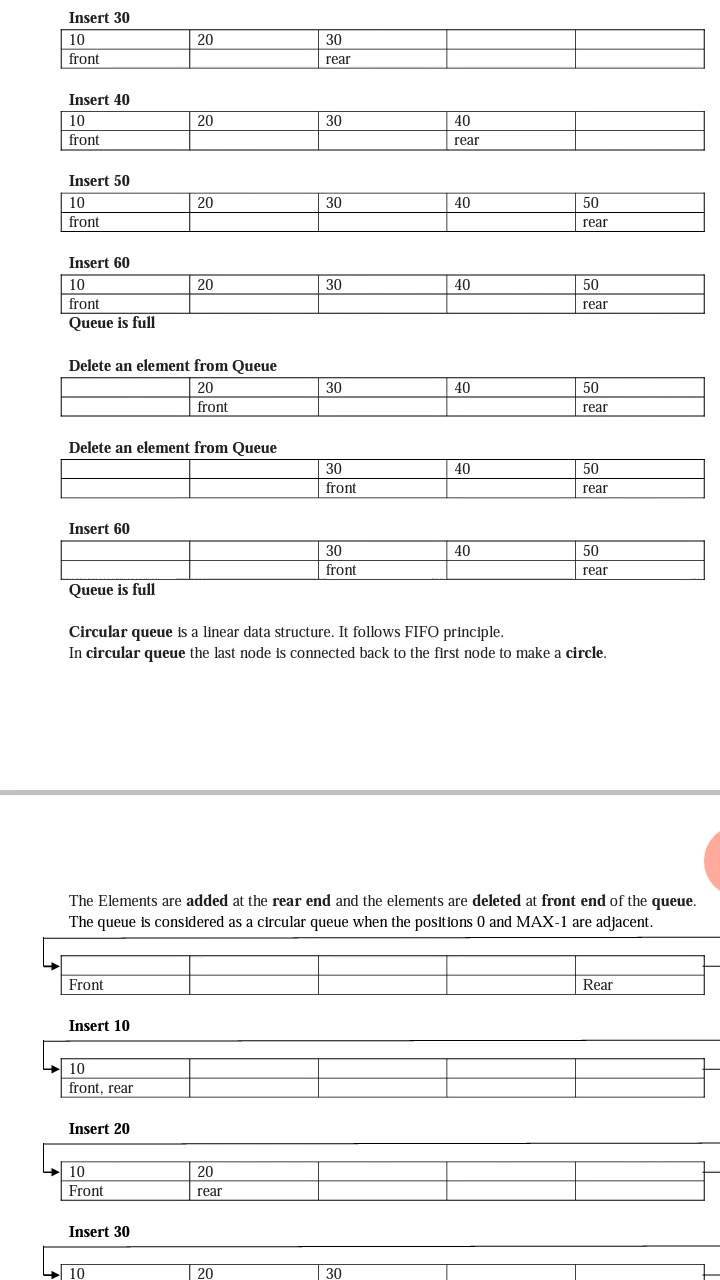 Insert 30
10 20 30
front rear
Insert 40
10 20 30 40
front rear
Insert 50
10 20 30 40 50
front rear
Insert 60
10 20 30 40 50
front rear
Queue is full
Delete an element from Queue
20 30 40 50
front rear
Delete an element from Queue
30 40 50
front rear
Insert 60
30 40 50
front rear
Queue is full
Circular queue is a linear data structure. It follows FIFO principle.
In circular queue the last node is connected back to the first node to make a circle.
The Elements are added at the rear end and the elements are deleted at front end of the queue.
The queue is considered as a circular queue when the positions 0 and MAX-1 are adjacent.
Front Rear
Insert 10
10
front, rear
Insert 20
10 20
Front rear
Insert 30
10 20 30